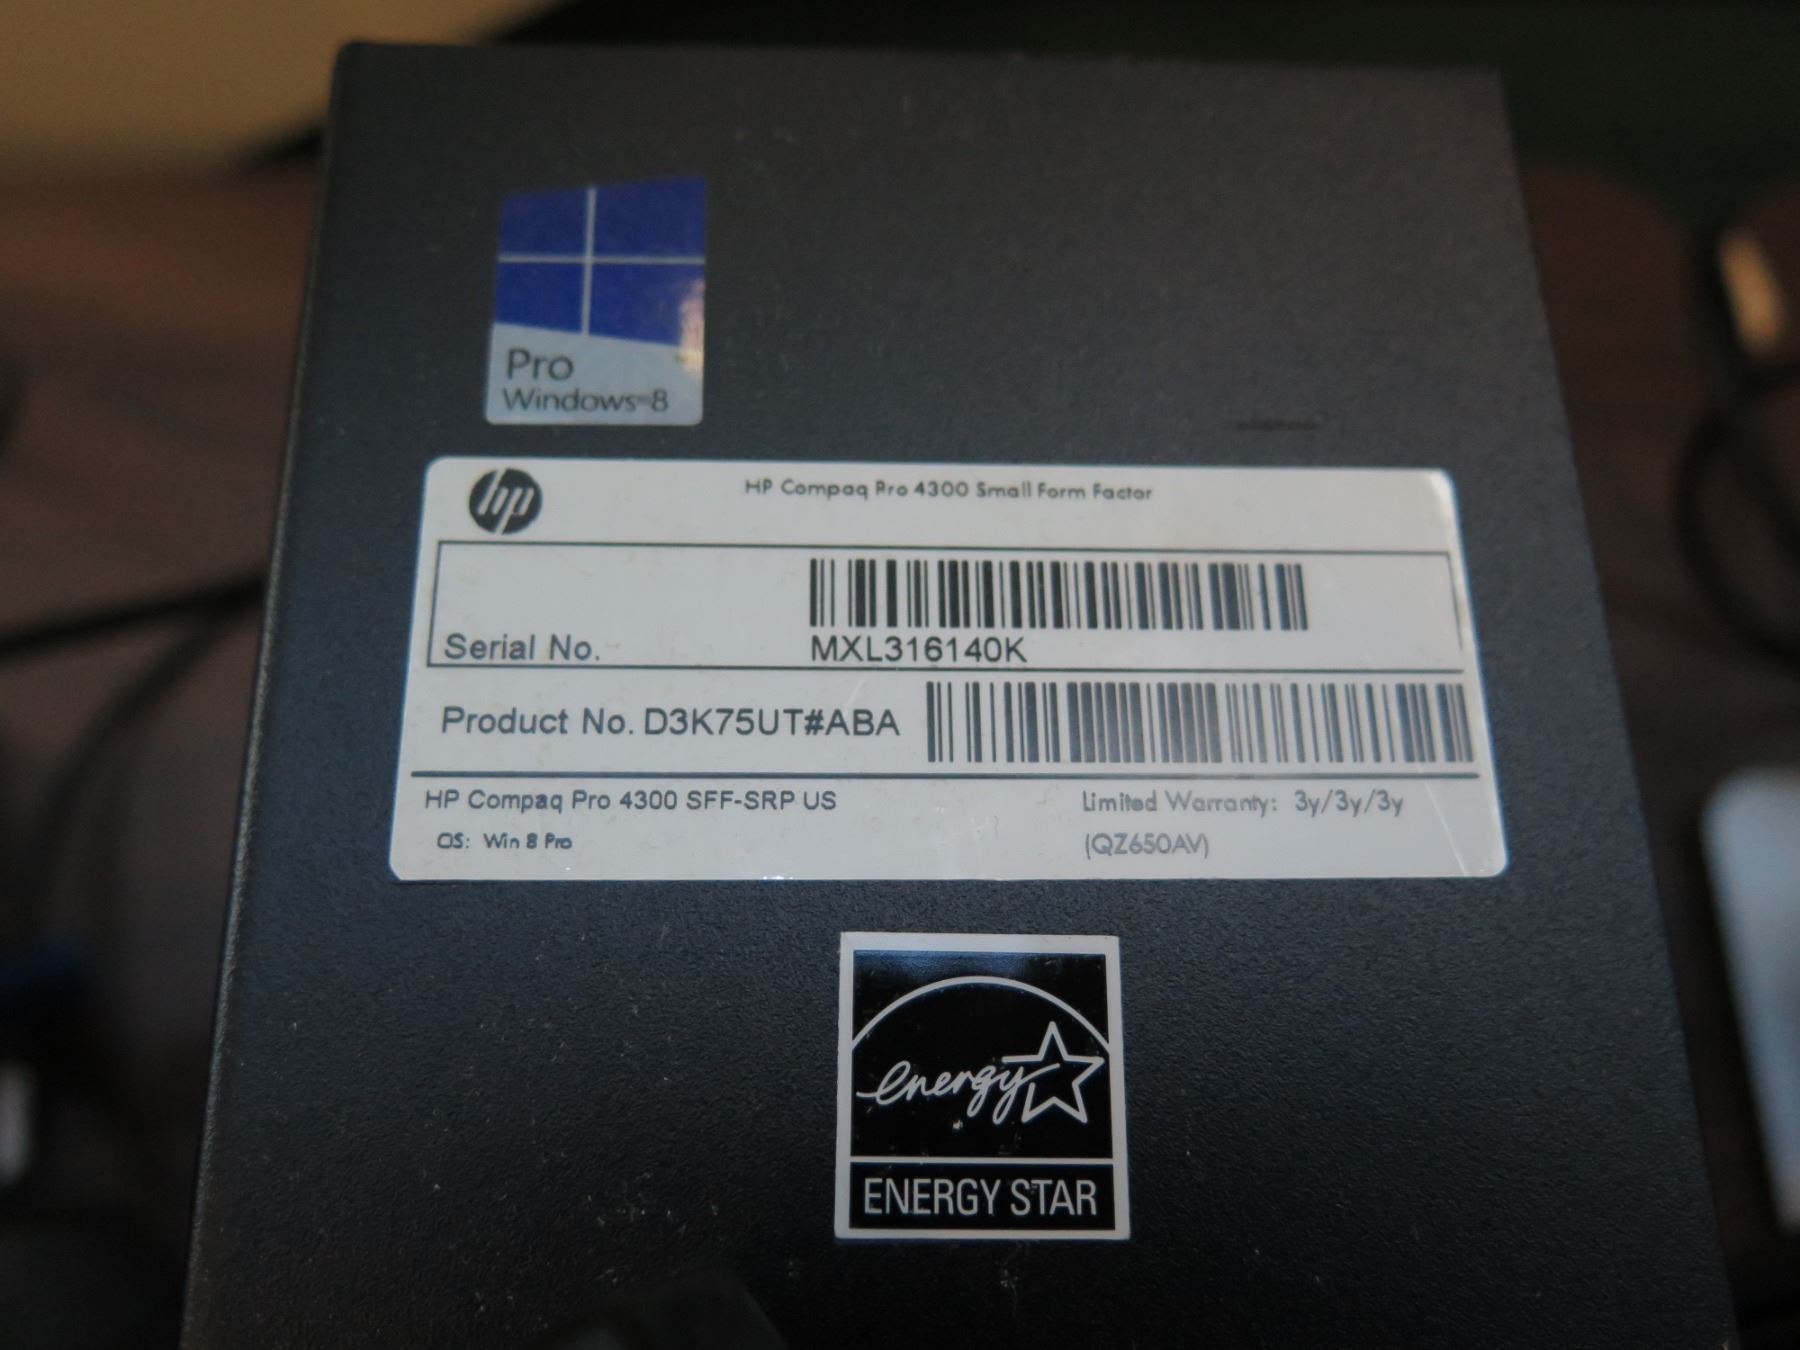 Pro
Windows®8
hp
HP Compaq Pro 4300 Small Form Factor
Serial No. MXL316140K
Product No. D3K75UT#ABA
HP Compaq Pro 4300 SFF-SRP US Limited Warranty: 3y/3y/3y
OS: Win 8 Pro (QZ650AV)
energy
ENERGY STAR